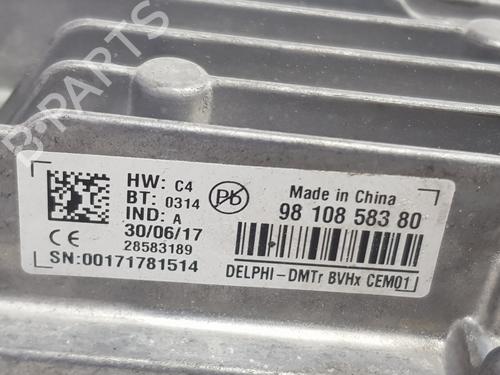 B-PARTS
HW: C4
BT: 0314
IND: A
30/06/17
28583189
SN:00171781514
Pb
Made in China
98 108 583 80
DELPHI-DMTr BVHx CEM01